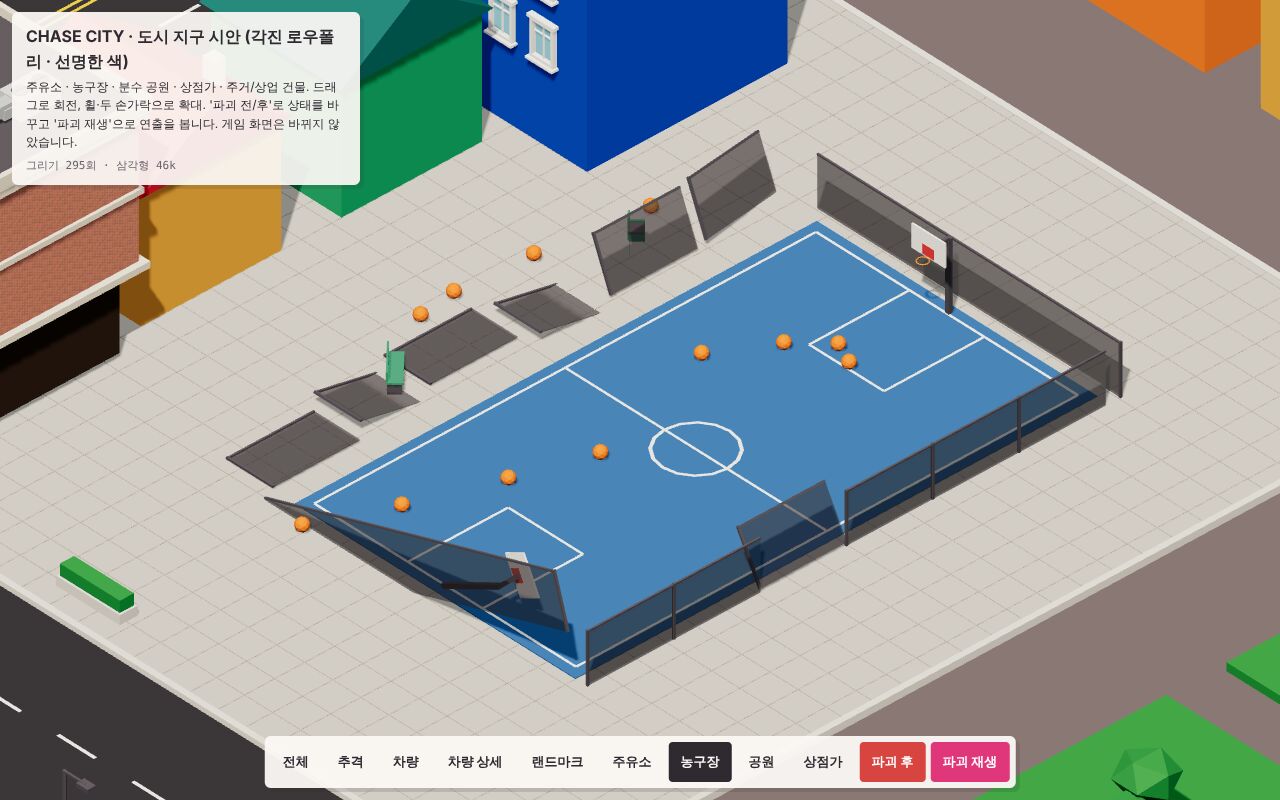 CHASE CITY · 도시 지구 시안 (각진 로우폴
리 · 선명한 색)
주유소 · 농구장 · 분수 공원 · 상점가 · 주거/상업 건물. 드래
그로 회전, 휠·두 손가락으로 확대. '파괴 전/후'로 상태를 바
꾸고 '파괴 재생'으로 연출을 봅니다. 게임 화면은 바뀌지 않
았습니다.
그리기 295회 · 삼각형 46k
전체 추격 차량 차량 상세 랜드마크 주유소 농구장 공원 상점가 파괴 후 파괴 재생